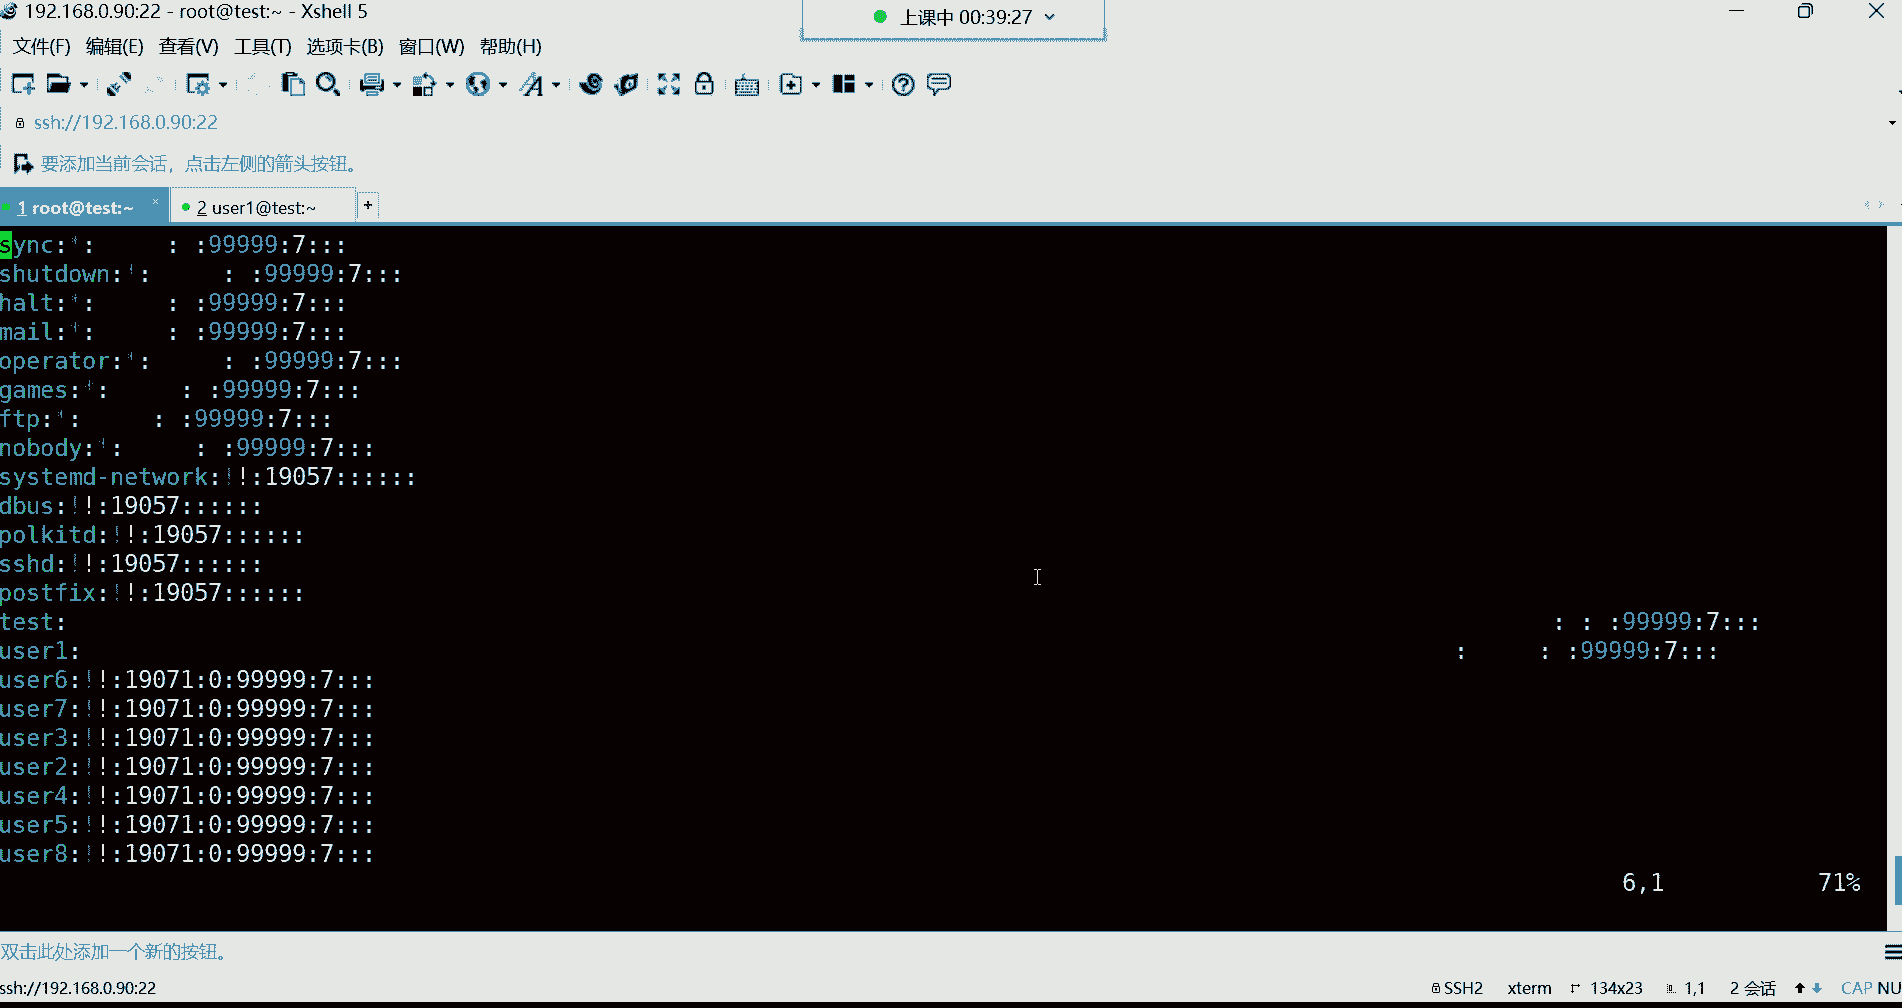 192.168.0.90:22 - root@test:~ - Xshell 5
上课中 00:39:27
文件(F) 编辑(E) 查看(V) 工具(T) 选项卡(B) 窗口(W) 帮助(H)
ssh://192.168.0.90:22
要添加当前会话，点击左侧的箭头按钮。
1 root@test:~ × 2 user1@test:~ +
sync:*: : :99999:7:::
shutdown:*: : :99999:7:::
halt:*: : :99999:7:::
mail:*: : :99999:7:::
operator:*: : :99999:7:::
games:*: : :99999:7:::
ftp:*: : :99999:7:::
nobody:*: : :99999:7:::
systemd-network:!!:19057::::::
dbus:!!:19057::::::
polkitd:!!:19057::::::
sshd:!!:19057::::::
postfix:!!:19057::::::
test: : : :99999:7:::
user1: : : :99999:7:::
user6:!!:19071:0:99999:7:::
user7:!!:19071:0:99999:7:::
user3:!!:19071:0:99999:7:::
user2:!!:19071:0:99999:7:::
user4:!!:19071:0:99999:7:::
user5:!!:19071:0:99999:7:::
user8:!!:19071:0:99999:7:::
6,1 71%
双击此处添加一个新的按钮。
ssh://192.168.0.90:22 SSH2 xterm 134x23 1,1 2 会话 CAP NU